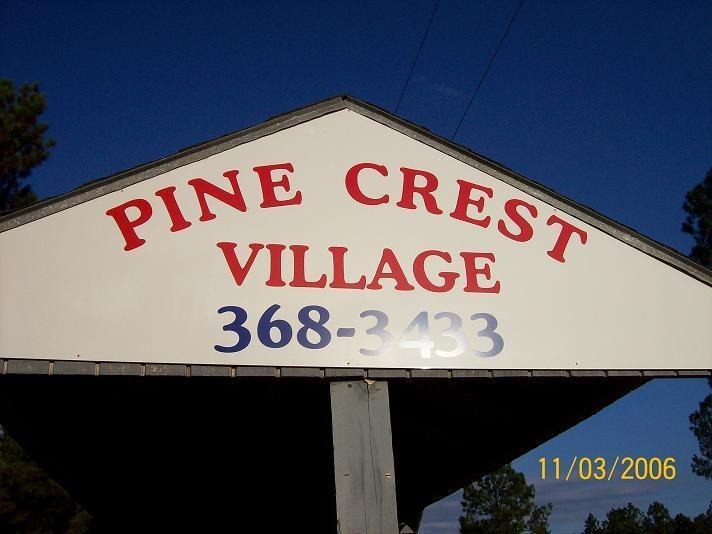 PINE CREST
VILLAGE
368-3433
11/03/2006